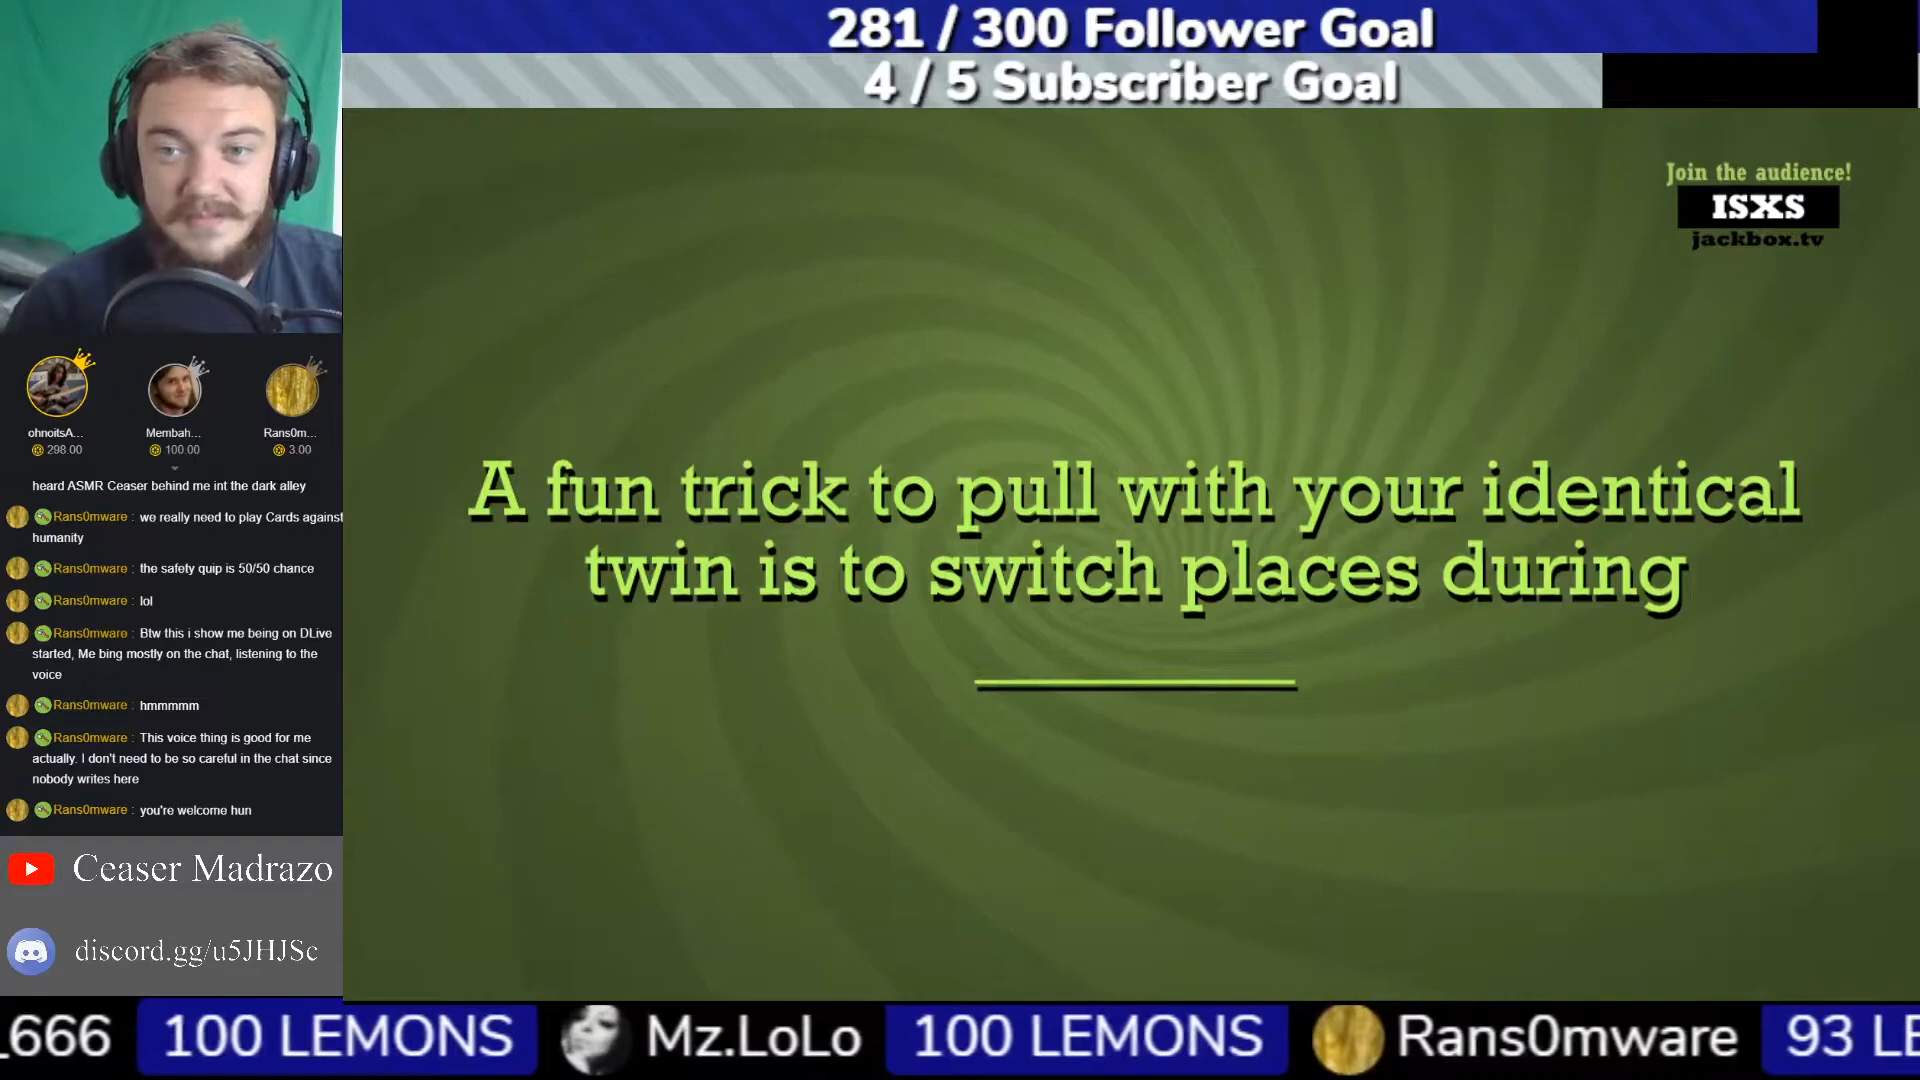 281 / 300 Follower Goal
4 / 5 Subscriber Goal
Join the audience!
ISXS
jackbox.tv
A fun trick to pull with your identical
twin is to switch places during
ohnoitsA...
Membah...
Rans0m...
298.00
100.00
3.00
heard ASMR Ceaser behind me int the dark alley
Rans0mware : we really need to play Cards against
humanity
Rans0mware : the safety quip is 50/50 chance
Rans0mware : lol
Rans0mware : Btw this i show me being on DLive
started, Me bing mostly on the chat, listening to the
voice
Rans0mware : hmmmmm
Rans0mware : This voice thing is good for me
actually. I don't need to be so careful in the chat since
nobody writes here
Rans0mware : you're welcome hun
Ceaser Madrazo
discord.gg/u5JHJSc
_666 100 LEMONS Mz.LoLo 100 LEMONS Rans0mware 93 LE